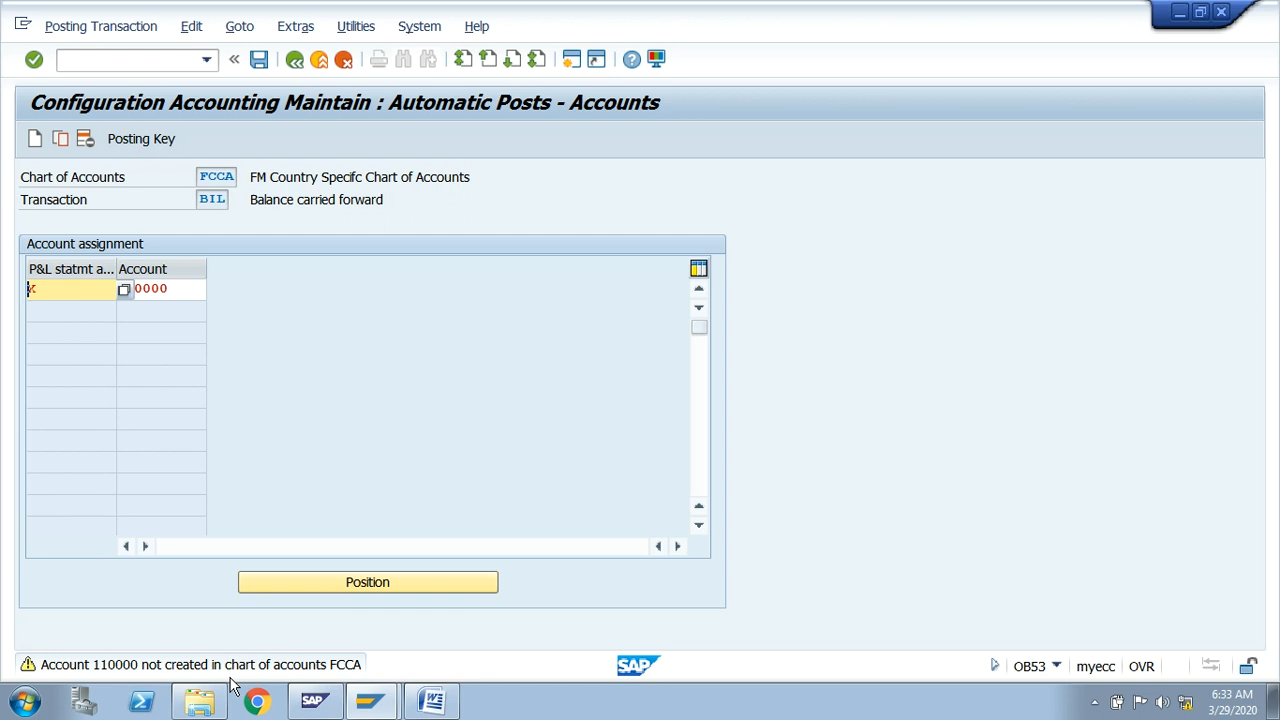 Posting Transaction Edit Goto Extras Utilities System Help
Configuration Accounting Maintain : Automatic Posts - Accounts
Posting Key
Chart of Accounts FCCA FM Country Specifc Chart of Accounts
Transaction BIL Balance carried forward
Account assignment
P&L statmt a... Account
X 0000
Position
Account 110000 not created in chart of accounts FCCA
SAP
OB53 myecc OVR
SAP
6:33 AM
3/29/2020